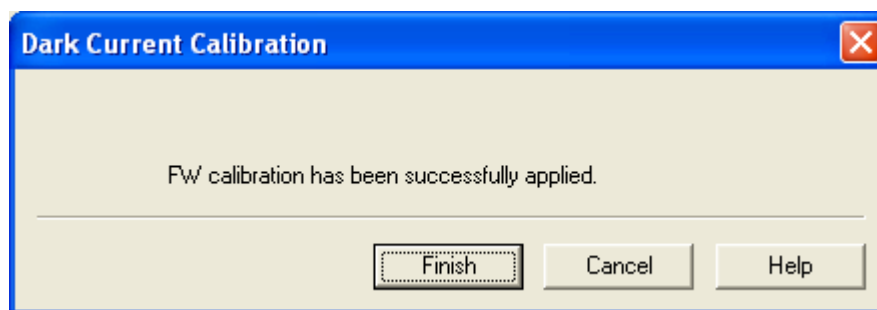 Dark Current Calibration
FW calibration has been successfully applied.
Finish Cancel Help